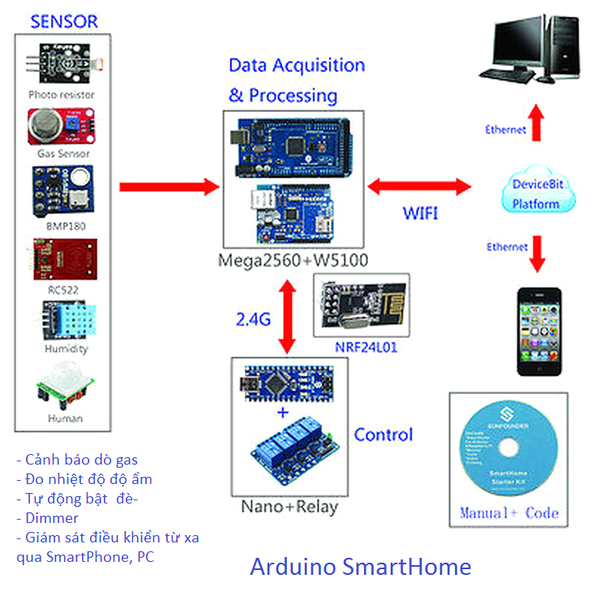 SENSOR
Photo resistor
Gas Sensor
BMP180
RC522
Humidity
Human
Data Acquisition
& Processing
Mega2560+W5100
WIFI
2.4G
NRF24L01
Control
Nano+Relay
Ethernet
DeviceBit
Platform
Ethernet
SUNFOUNDER
SmartHome
Starter Kit
Manual+ Code
- Cảnh báo dò gas
- Đo nhiệt độ độ ẩm
- Tự động bật đè-
- Dimmer
- Giám sát điều khiển từ xa
qua SmartPhone, PC
Arduino SmartHome